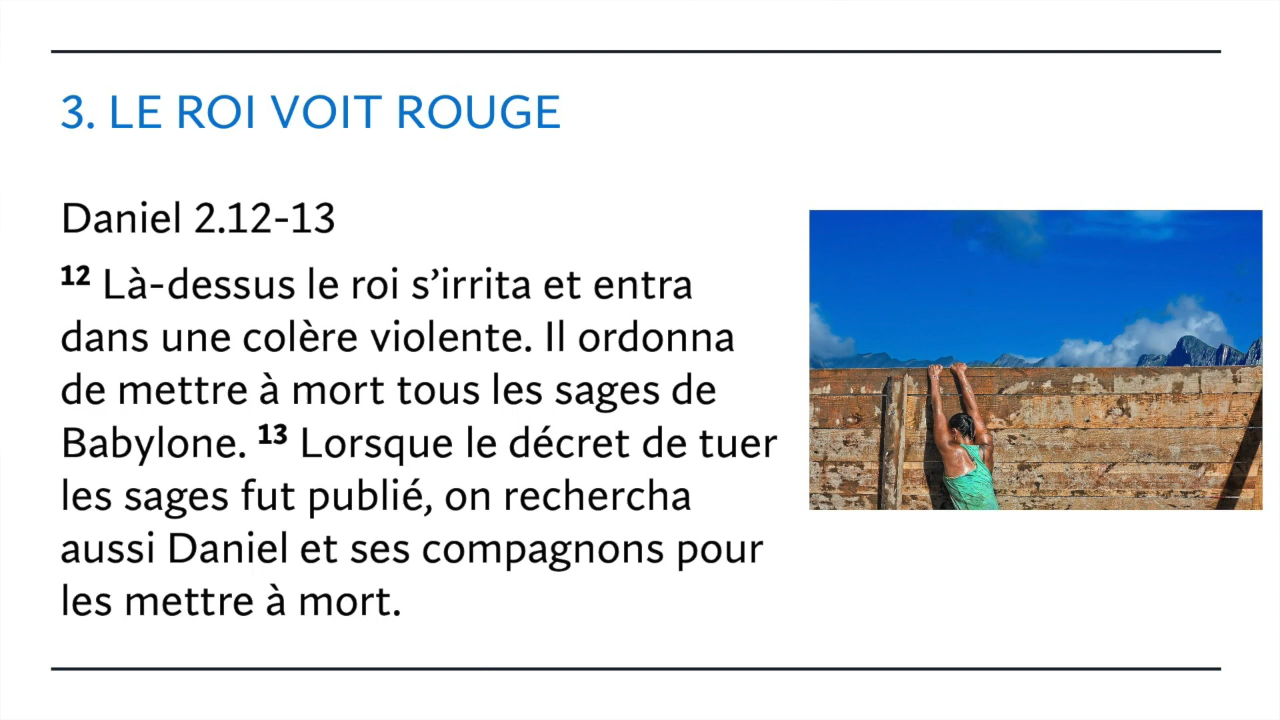 3. LE ROI VOIT ROUGE
Daniel 2.12-13
12 Là-dessus le roi s’irrita et entra
dans une colère violente. Il ordonna
de mettre à mort tous les sages de
Babylone. 13 Lorsque le décret de tuer
les sages fut publié, on rechercha
aussi Daniel et ses compagnons pour
les mettre à mort.